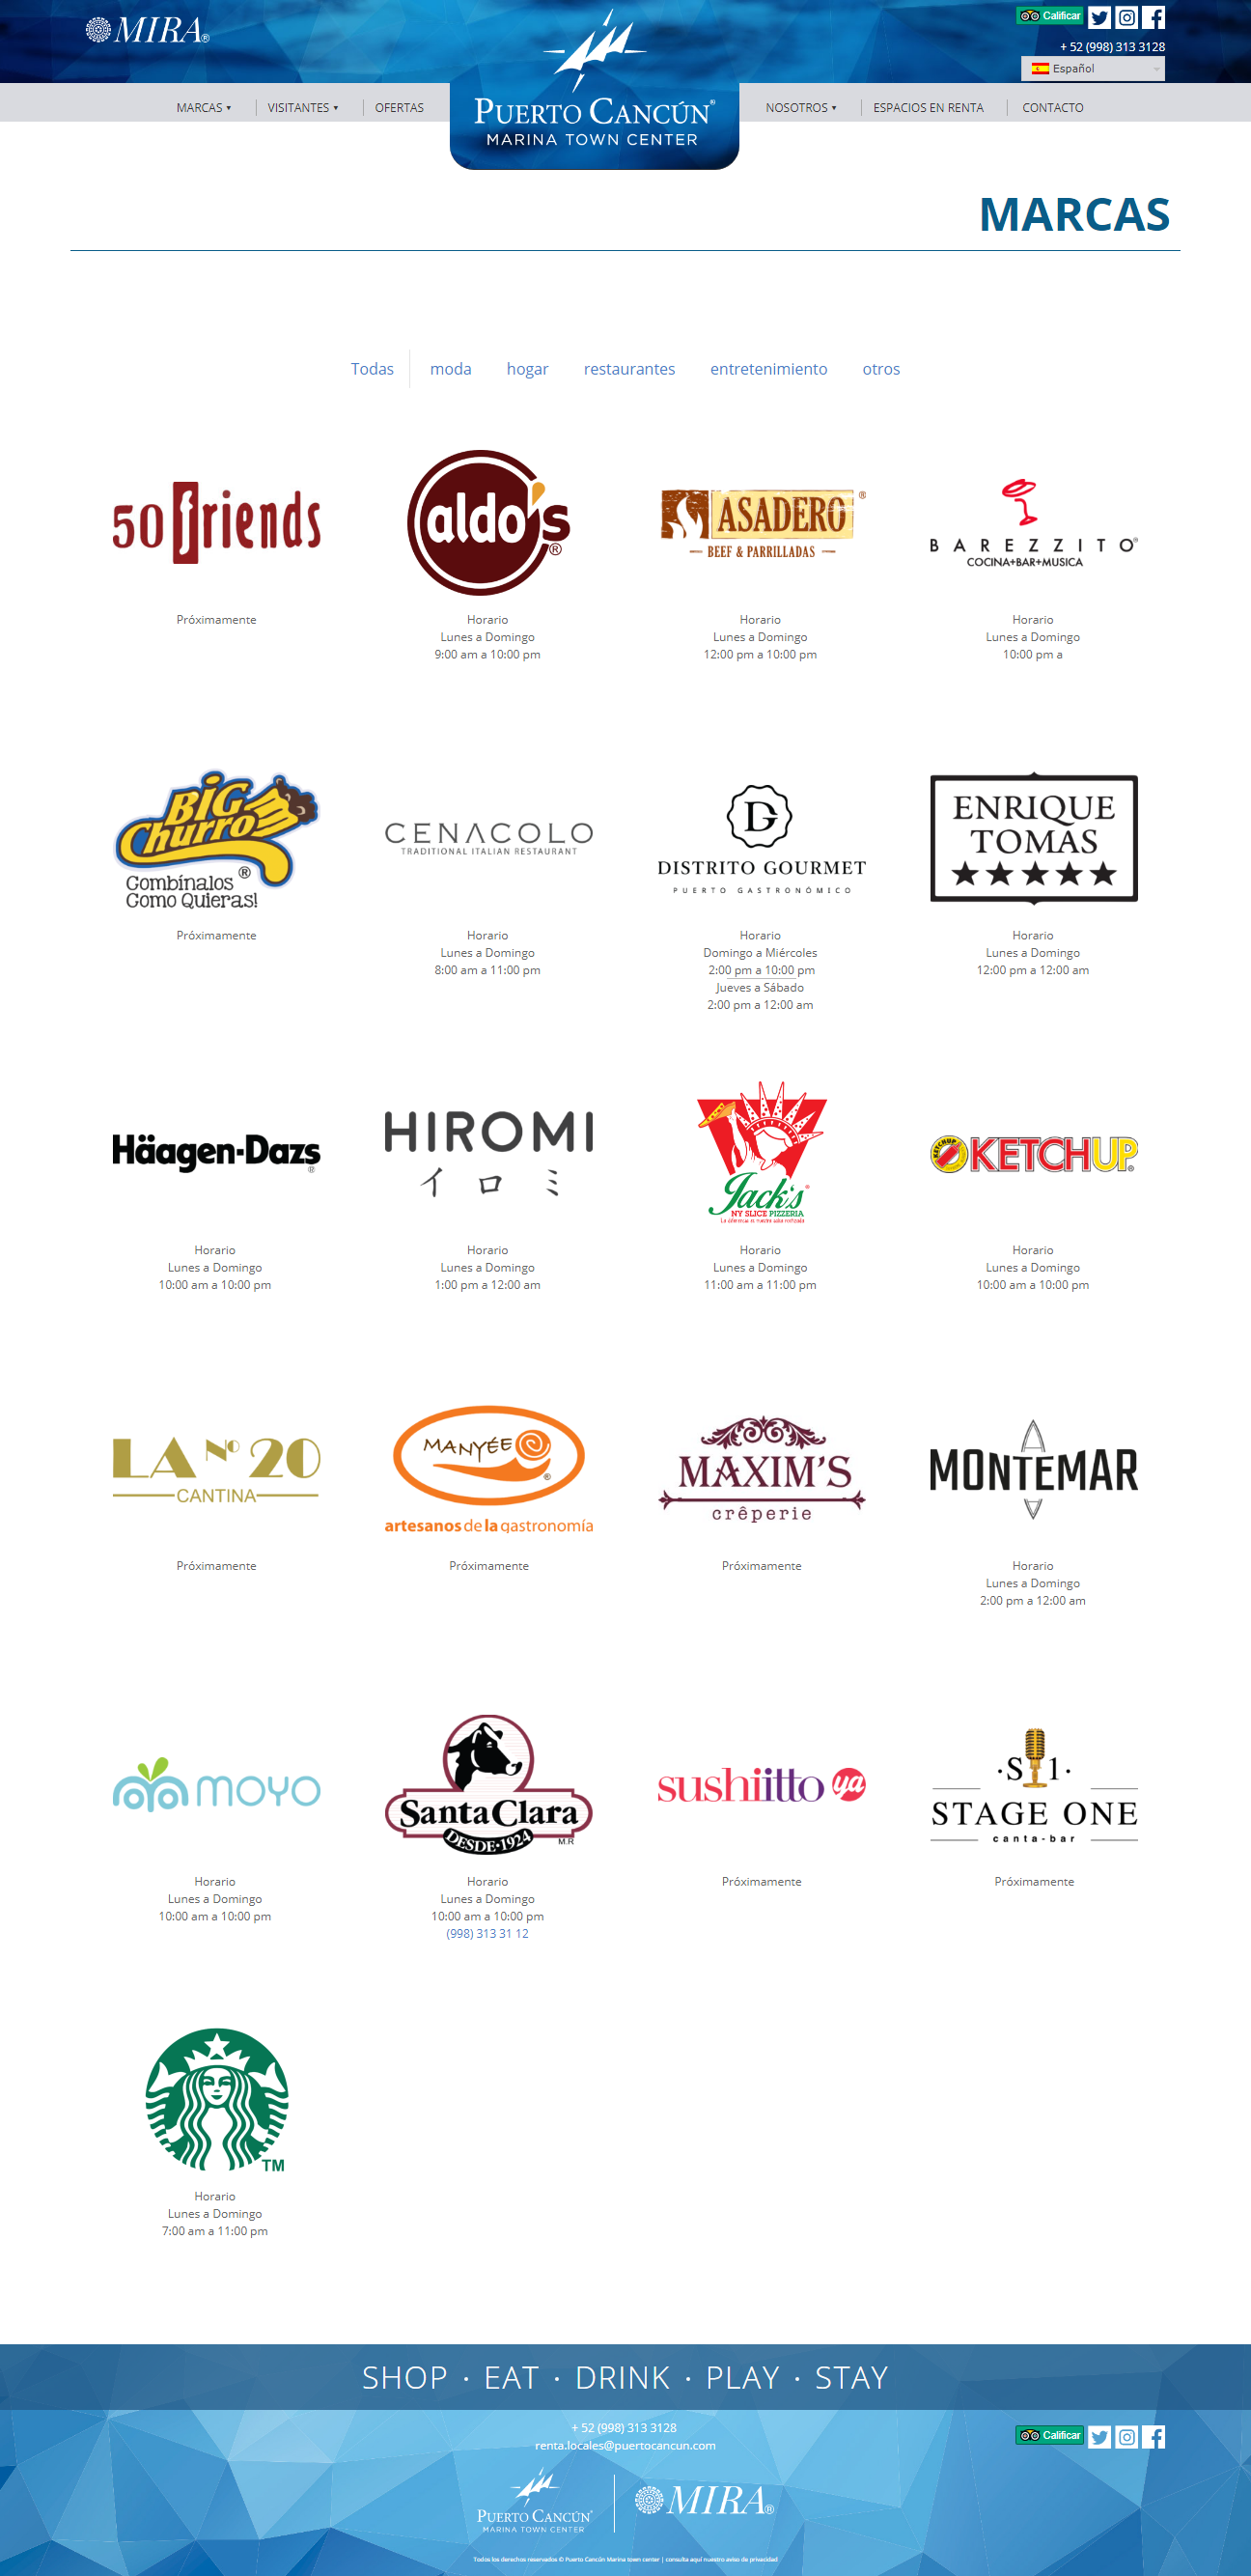 MIRA®
Calificar
+ 52 (998) 313 3128
Español
MARCAS ▾
VISITANTES ▾
OFERTAS
PUERTO CANCÚN®
MARINA TOWN CENTER
NOSOTROS ▾
ESPACIOS EN RENTA
CONTACTO
MARCAS
Todas
moda
hogar
restaurantes
entretenimiento
otros
50 friends
Próximamente
aldo's®
Horario
Lunes a Domingo
9:00 am a 10:00 pm
ASADERO®
BEEF & PARRILLADAS
Horario
Lunes a Domingo
12:00 pm a 10:00 pm
BAREZZITO®
COCINA+BAR+MUSICA
Horario
Lunes a Domingo
10:00 pm a
BIG
Churro®
Combínalos
Como Quieras!
Próximamente
CENACOLO
TRADITIONAL ITALIAN RESTAURANT
Horario
Lunes a Domingo
8:00 am a 11:00 pm
DG
DISTRITO GOURMET
PUERTO GASTRONÓMICO
Horario
Domingo a Miércoles
2:00 pm a 10:00 pm
Jueves a Sábado
2:00 pm a 12:00 am
ENRIQUE
TOMAS
★★★★★
Horario
Lunes a Domingo
12:00 pm a 12:00 am
Häagen-Dazs®
Horario
Lunes a Domingo
10:00 am a 10:00 pm
HIROMI
イロミ
Horario
Lunes a Domingo
1:00 pm a 12:00 am
Jack's®
NY SLICE PIZZERIA
La diferencia es nuestra salsa rostizada
Horario
Lunes a Domingo
11:00 am a 11:00 pm
KETCHUP
KETCHUP®
Horario
Lunes a Domingo
10:00 am a 10:00 pm
LA Nº 20
CANTINA
Próximamente
MANYÉE®
artesanos de la gastronomía
Próximamente
MAXIM'S
crêperie
Próximamente
MONTEMAR
Horario
Lunes a Domingo
2:00 pm a 12:00 am
MOYO
Horario
Lunes a Domingo
10:00 am a 10:00 pm
Santa Clara
DESDE·1924
M.R
Horario
Lunes a Domingo
10:00 am a 10:00 pm
(998) 313 31 12
sushiitto ya
Próximamente
·S1·
STAGE ONE
canta-bar
Próximamente
TM
Horario
Lunes a Domingo
7:00 am a 11:00 pm
SHOP · EAT · DRINK · PLAY · STAY
+ 52 (998) 313 3128
renta.locales@puertocancun.com
Calificar
PUERTO CANCÚN®
MARINA TOWN CENTER
MIRA®
Todos los derechos reservados © Puerto Cancún Marina town center | consulta aquí nuestro aviso de privacidad